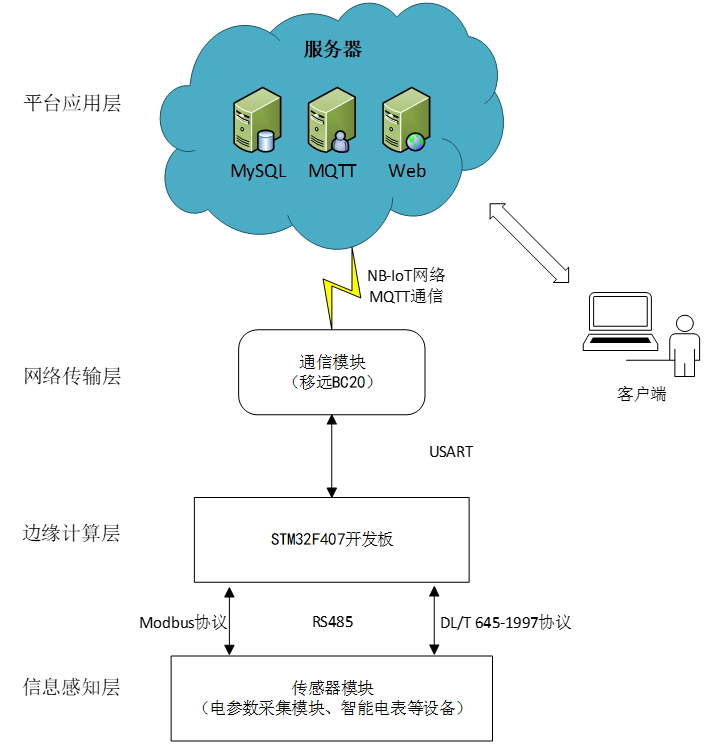 服务器
平台应用层
MySQL MQTT Web
NB-IoT网络
MQTT通信
通信模块
（移远BC20）
网络传输层
客户端
USART
边缘计算层
STM32F407开发板
Modbus协议 RS485 DL/T 645-1997协议
信息感知层
传感器模块
（电参数采集模块、智能电表等设备）